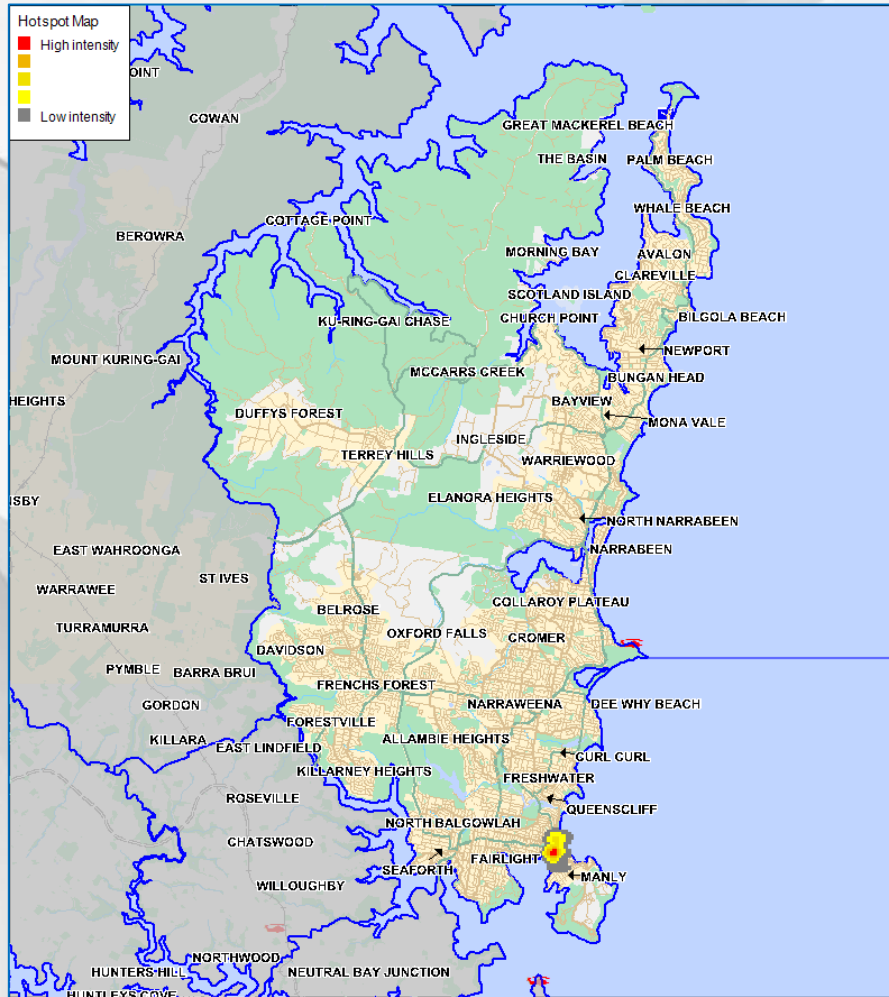 Hotspot Map
High intensity
Low intensity
OINT
COWAN
GREAT MACKEREL BEACH
THE BASIN
PALM BEACH
WHALE BEACH
COTTAGE POINT
BEROWRA
MORNING BAY
AVALON
CLAREVILLE
SCOTLAND ISLAND
CHURCH POINT
BILGOLA BEACH
KU-RING-GAI CHASE
NEWPORT
MOUNT KURING-GAI
MCCARRS CREEK
BUNGAN HEAD
HEIGHTS
BAYVIEW
DUFFYS FOREST
MONA VALE
INGLESIDE
TERREY HILLS
WARRIEWOOD
ELANORA HEIGHTS
NSBY
NORTH NARRABEEN
EAST WAHROONGA
NARRABEEN
ST IVES
WARRAWEE
BELROSE
COLLAROY PLATEAU
TURRAMURRA
OXFORD FALLS
CROMER
DAVIDSON
PYMBLE
BARRA BRUI
FRENCHS FOREST
GORDON
NARRAWEENA
DEE WHY BEACH
FORESTVILLE
KILLARA
EAST LINDFIELD
ALLAMBIE HEIGHTS
CURL CURL
KILLARNEY HEIGHTS
FRESHWATER
ROSEVILLE
QUEENSCLIFF
NORTH BALGOWLAH
CHATSWOOD
FAIRLIGHT
SEAFORTH
MANLY
WILLOUGHBY
NORTHWOOD
HUNTERS HILL
NEUTRAL BAY JUNCTION
HUNTLEYS COVE